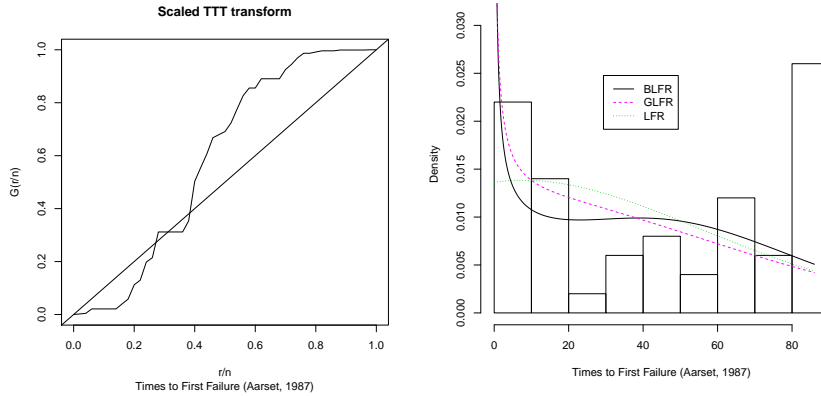 Scaled TTT transform
G(r/n)
1.0
0.8
0.6
0.4
0.2
0.0
0.0 0.2 0.4 0.6 0.8 1.0
r/n
Times to First Failure (Aarset, 1987)
Density
0.030
0.025
0.020
0.015
0.010
0.005
0.000
BLFR
GLFR
LFR
0 20 40 60 80
Times to First Failure (Aarset, 1987)